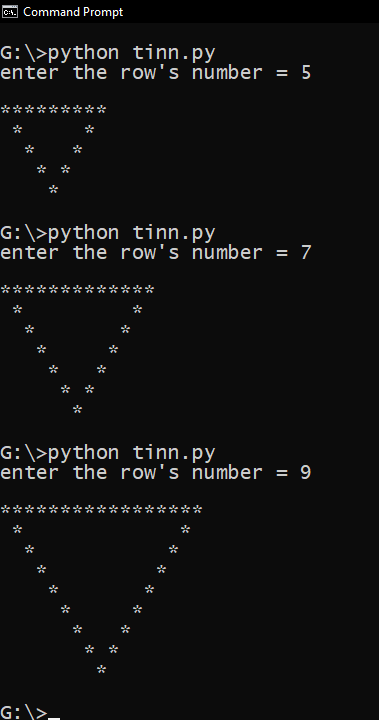 Command Prompt
G:\>python tinn.py
enter the row's number = 5
*********
 *     *
  *   *
   * *
    *
G:\>python tinn.py
enter the row's number = 7
*************
 *         *
  *       *
   *     *
    *   *
     * *
      *
G:\>python tinn.py
enter the row's number = 9
*****************
 *             *
  *           *
   *         *
    *       *
     *     *
      *   *
       * *
        *
G:\>_